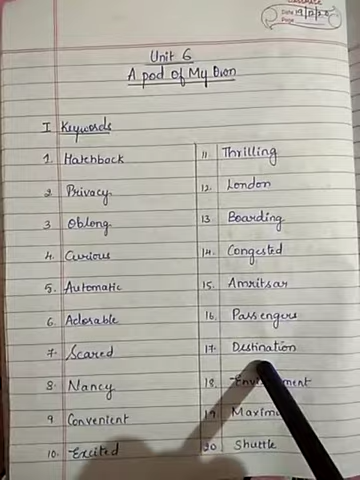 Date
Page
Unit 6
A pod of My Own
I Keywords
1. Hatchback
2. Privacy
3. Oblong
4. Curious
5. Automatic
6. Adorable
7. Scared
8. Nancy
9. Convenient
10. Excited
11. Thrilling
12. London
13. Boarding
14. Congested
15. Amritsar
16. Passengers
17. Destination
18.
19.
20. Shuttle